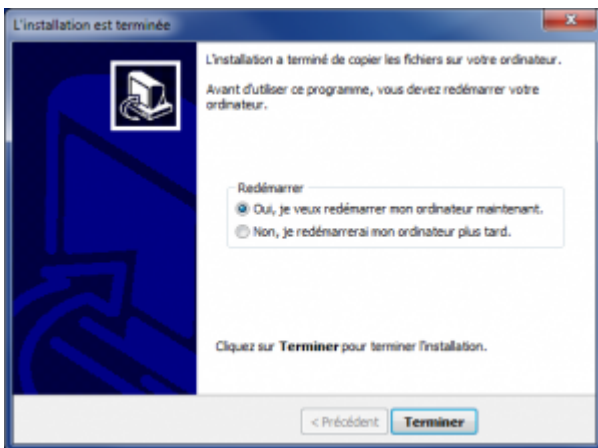 L'installation est terminée
L'installation a terminé de copier les fichiers sur votre ordinateur.
Avant d'utiliser ce programme, vous devez redémarrer votre
ordinateur.
Redémarrer
Oui, je veux redémarrer mon ordinateur maintenant.
Non, je redémarrerai mon ordinateur plus tard.
Cliquez sur Terminer pour terminer l'installation.
< Précédent
Terminer